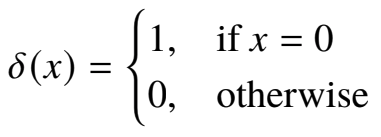 δ(x) = { 1, if x = 0
0, otherwise